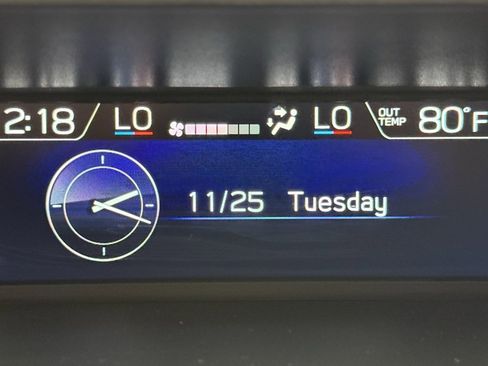 2:18 LO LO OUT TEMP 80°F
11/25 Tuesday